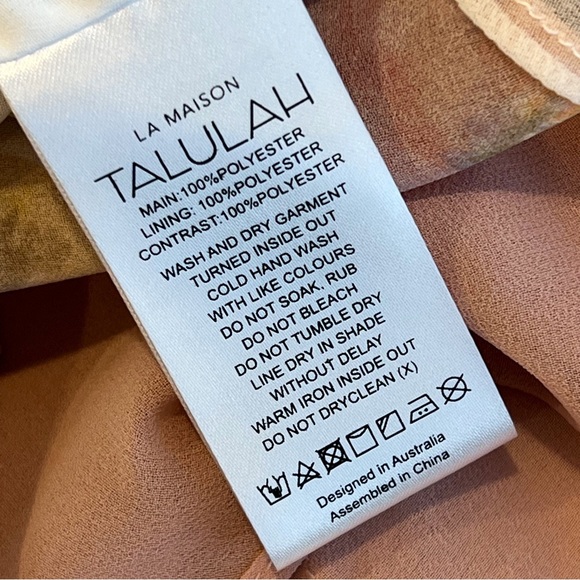 LA MAISON
TALULAH
MAIN:100%POLYESTER
LINING: 100%POLYESTER
CONTRAST:100%POLYESTER
WASH AND DRY GARMENT
TURNED INSIDE OUT
COLD HAND WASH
WITH LIKE COLOURS
DO NOT SOAK. RUB
DO NOT BLEACH
DO NOT TUMBLE DRY
LINE DRY IN SHADE
WITHOUT DELAY
WARM IRON INSIDE OUT
DO NOT DRYCLEAN (X)
Designed in Australia
Assembled in China